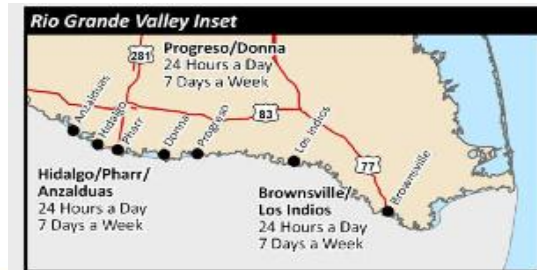 Rio Grande Valley Inset
Progreso/Donna
24 Hours a Day
7 Days a Week
281
83
77
Anzalduas
Hidalgo
Pharr
Donna
Progreso
Los Indios
Brownsville
Hidalgo/Pharr/
Anzalduas
24 Hours a Day
7 Days a Week
Brownsville/
Los Indios
24 Hours a Day
7 Days a Week